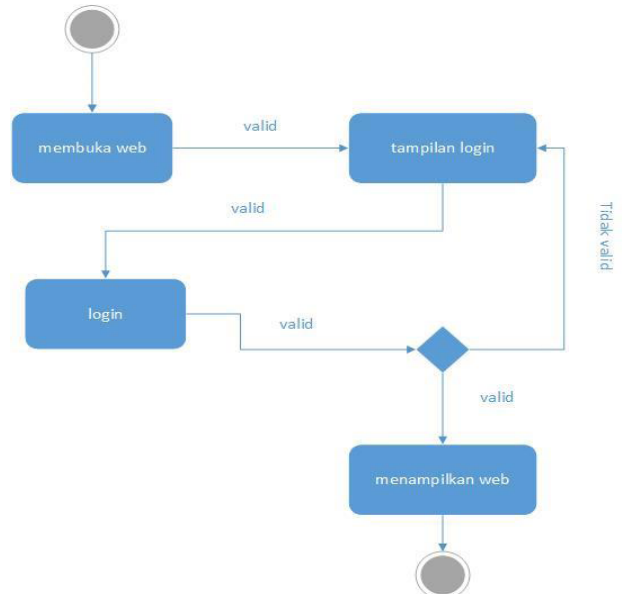 valid
membuka web
tampilan login
valid
Tidak valid
login
valid
valid
menampilkan web